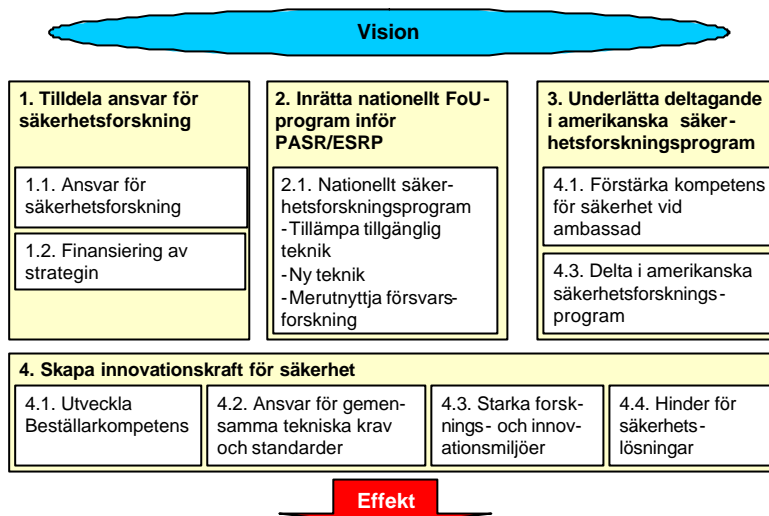 Vision
1. Tilldela ansvar för
säkerhetsforskning
1.1. Ansvar för
säkerhetsforskning
1.2. Finansiering av
strategin
2. Inrätta nationellt FoU-
program inför
PASR/ESRP
2.1. Nationellt säker-
hetsforskningsprogram
-Tillämpa tillgänglig
teknik
-Ny teknik
-Merutnyttja försvars-
forskning
3. Underlätta deltagande
i amerikanska säker-
hetsforskningsprogram
4.1. Förstärka kompetens
för säkerhet vid
ambassad
4.3. Delta i amerikanska
säkerhetsforsknings-
program
4. Skapa innovationskraft för säkerhet
4.1. Utveckla
Beställarkompetens
4.2. Ansvar för gemen-
samma tekniska krav
och standarder
4.3. Starka forsk-
nings- och innov-
ationsmiljöer
4.4. Hinder för
säkerhets-
lösningar
Effekt